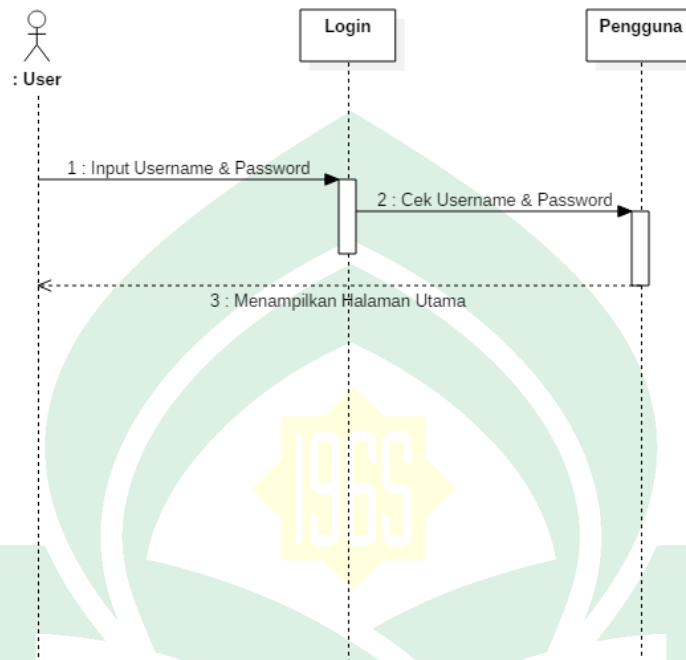 Login
Pengguna
: User
1 : Input Username & Password
2 : Cek Username & Password
3 : Menampilkan Halaman Utama
1965